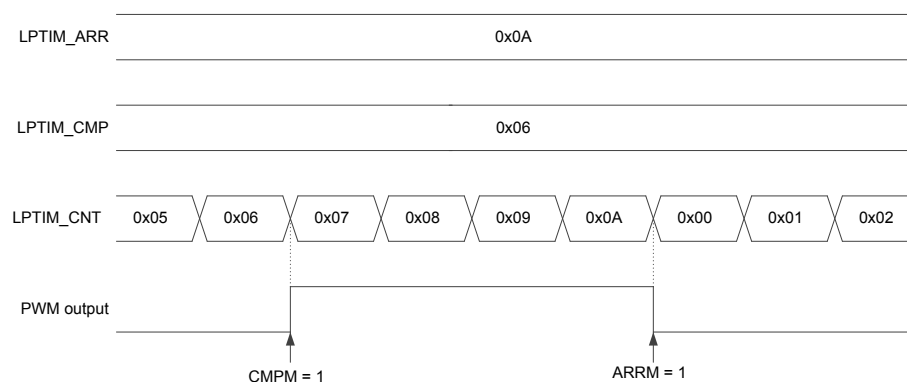 LPTIM_ARR 0x0A
LPTIM_CMP 0x06
LPTIM_CNT 0x05 0x06 0x07 0x08 0x09 0x0A 0x00 0x01 0x02
PWM output
CMPM = 1 ARRM = 1